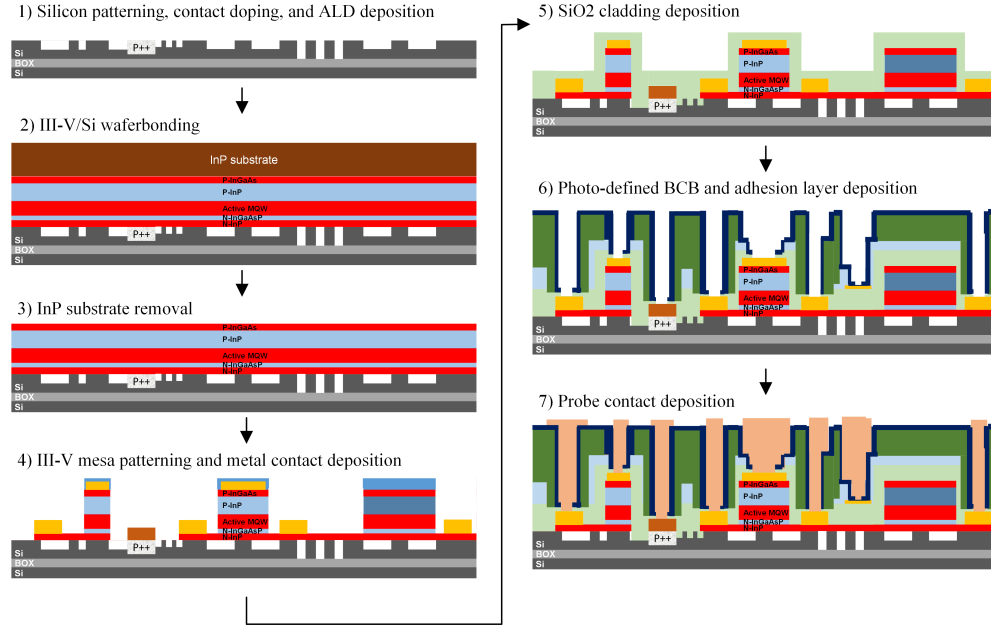 1) Silicon patterning, contact doping, and ALD deposition
P++
Si
BOX
Si
2) III-V/Si waferbonding
InP substrate
P-InGaAs
P-InP
Active MQW
N-InGaAsP
N-InP
P++
Si
BOX
Si
3) InP substrate removal
P-InGaAs
P-InP
Active MQW
N-InGaAsP
N-InP
P++
Si
BOX
Si
4) III-V mesa patterning and metal contact deposition
P-InGaAs
P-InP
Active MQW
N-InGaAsP
N-InP
P++
Si
BOX
Si
5) SiO2 cladding deposition
P-InGaAs
P-InP
Active MQW
N-InGaAsP
N-InP
P++
Si
BOX
Si
6) Photo-defined BCB and adhesion layer deposition
P-InGaAs
P-InP
Active MQW
N-InGaAsP
N-InP
P++
Si
BOX
Si
7) Probe contact deposition
P-InGaAs
P-InP
Active MQW
N-InGaAsP
N-InP
P++
Si
BOX
Si